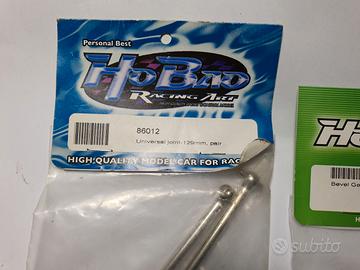 Personal Best
HoBao
Racing Art
86012
Universal joint-126mm, pair
HIGH QUALITY MODEL CAR FOR RAC
H
Bevel Ge
H
subito